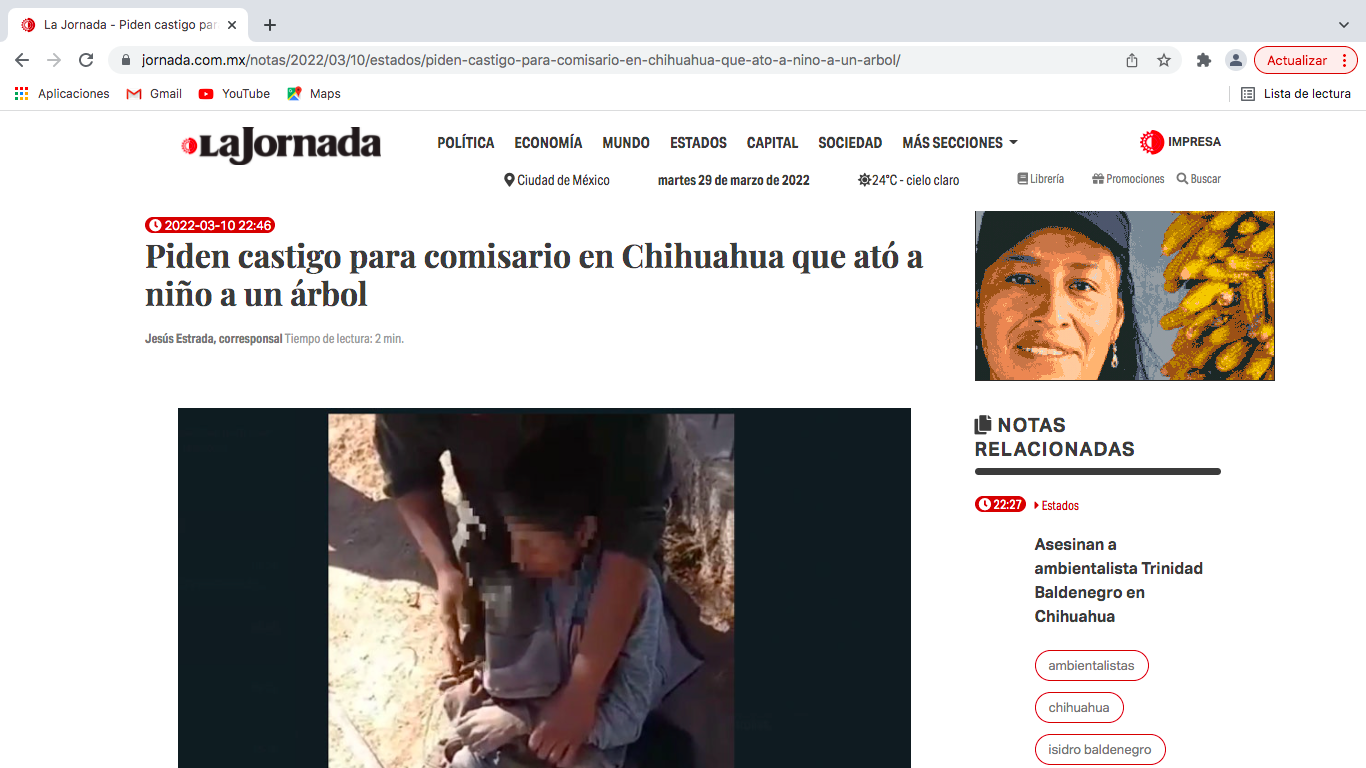 La Jornada - Piden castigo par
jornada.com.mx/notas/2022/03/10/estados/piden-castigo-para-comisario-en-chihuahua-que-ato-a-nino-a-un-arbol/
Actualizar
Aplicaciones
Gmail
YouTube
Maps
Lista de lectura
La Jornada
POLÍTICA ECONOMÍA MUNDO ESTADOS CAPITAL SOCIEDAD MÁS SECCIONES
IMPRESA
Ciudad de México
martes 29 de marzo de 2022
24°C - cielo claro
Librería
Promociones
Buscar
2022-03-10 22:46
Piden castigo para comisario en Chihuahua que ató a
niño a un árbol
Jesús Estrada, corresponsal Tiempo de lectura: 2 min.
NOTAS
RELACIONADAS
22:27 Estados
Asesinan a
ambientalista Trinidad
Baldenegro en
Chihuahua
ambientalistas
chihuahua
isidro baldenegro